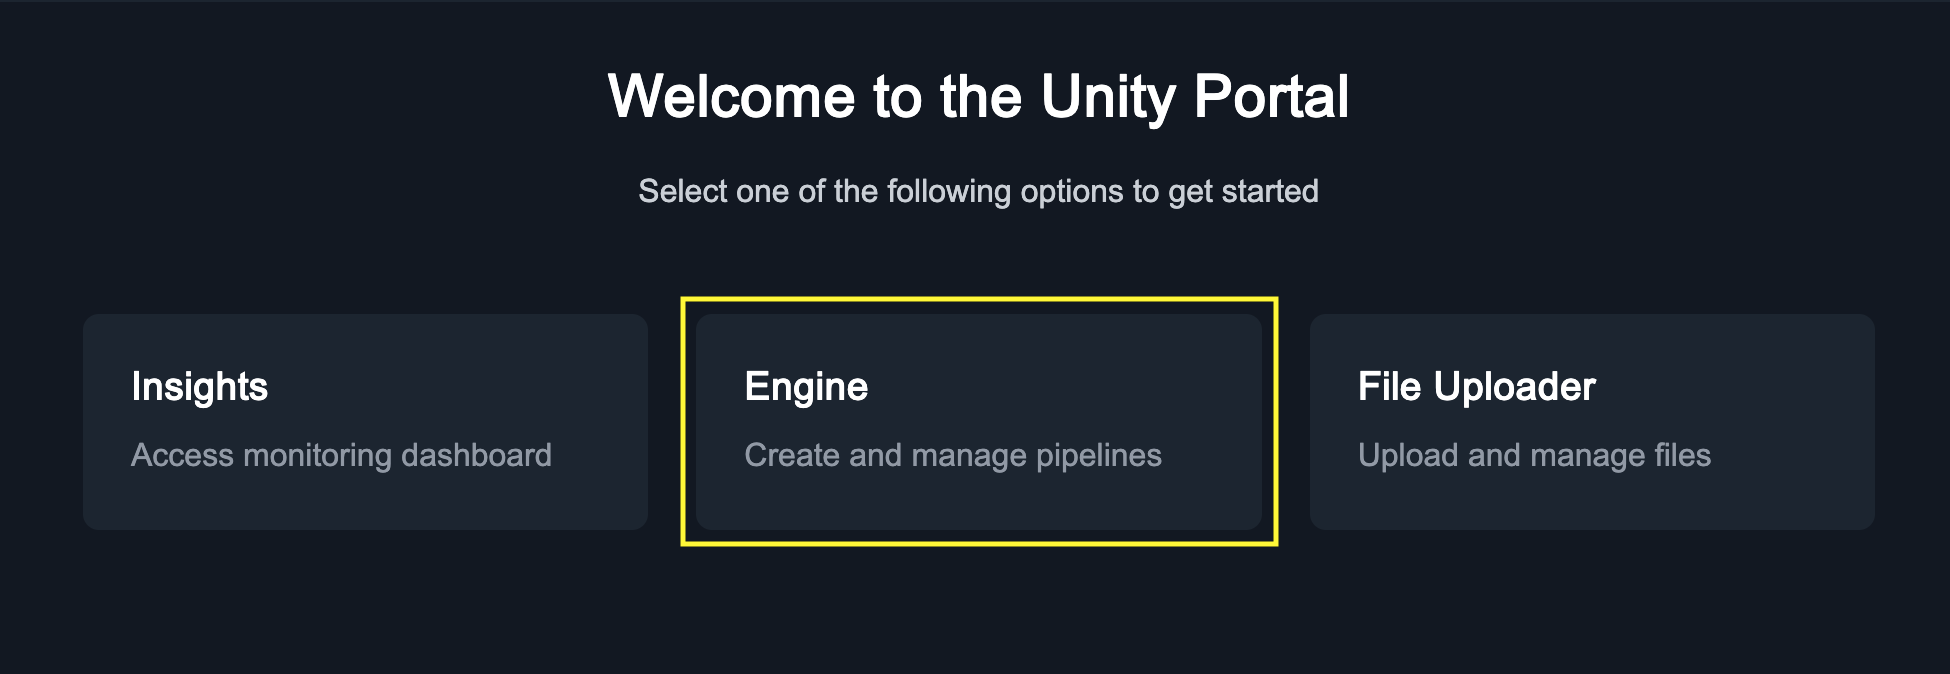 Welcome to the Unity Portal
Select one of the following options to get started
Insights
Access monitoring dashboard
Engine
Create and manage pipelines
File Uploader
Upload and manage files